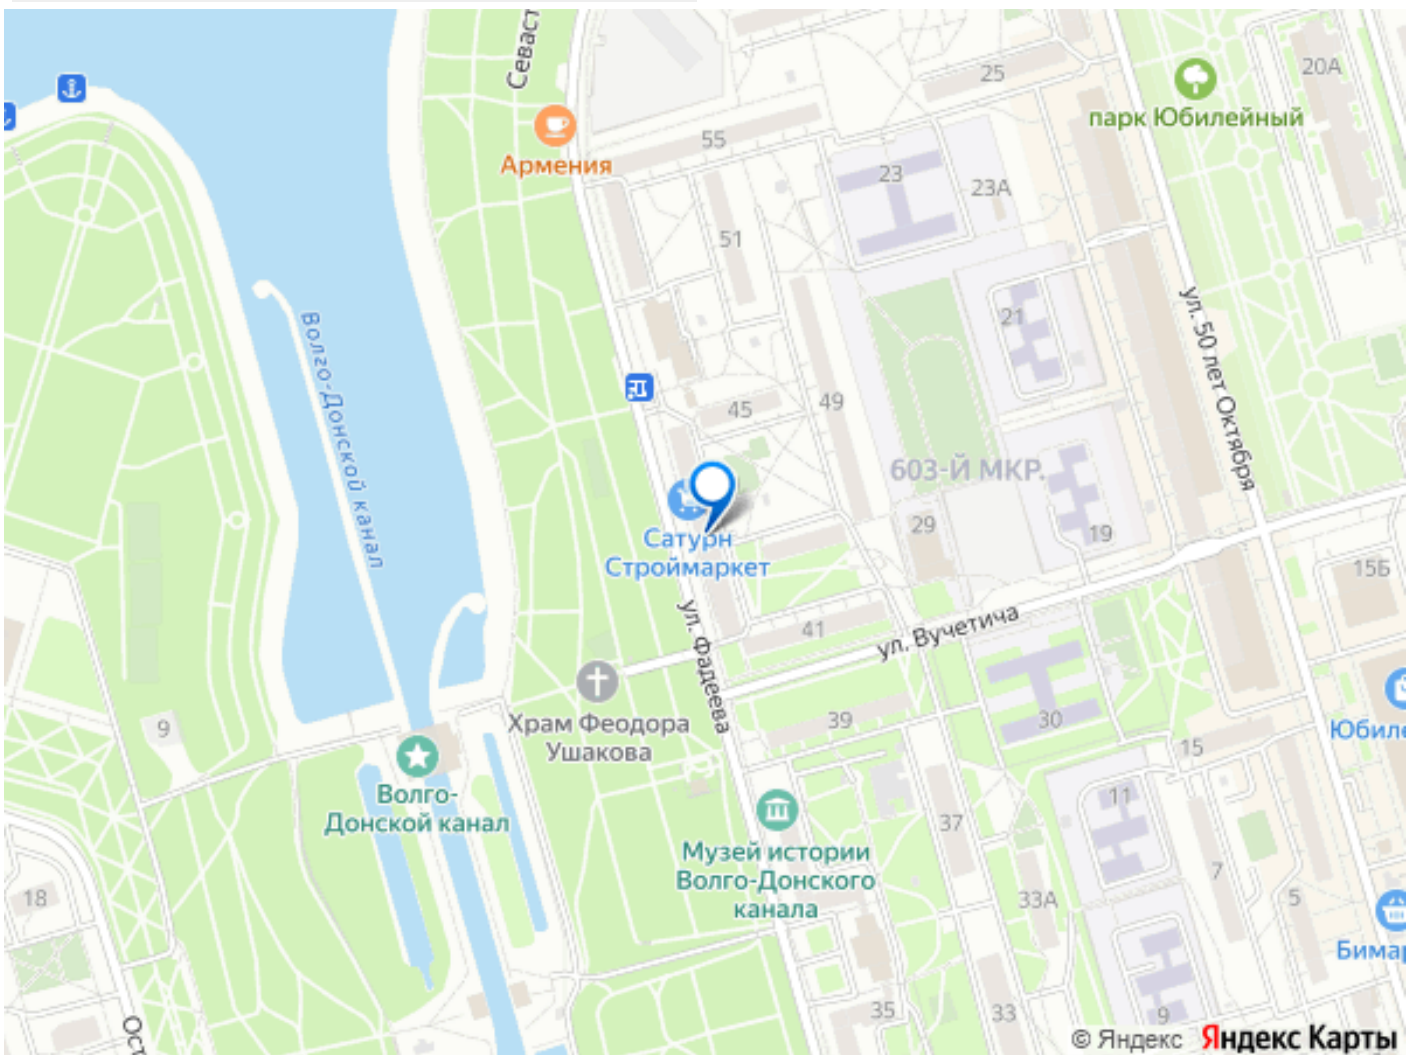 Севаст
25
20А
парк Юбилейный
55
Армения
23
23А
51
Волго-Донской канал
21
ул. 50 лет Октября
49
45
603-Й МКР.
29
19
Сатурн
Строймаркет
15Б
ул. Фадеева
41
ул. Вучетича
Храм Феодора
Ушакова
39
30
15
Юбиле
9
Волго-
Донской канал
11
Музей истории
Волго-Донского
канала
37
7
33А
5
18
Бимар
35
33
9
Ост
© Яндекс Яндекс Карты